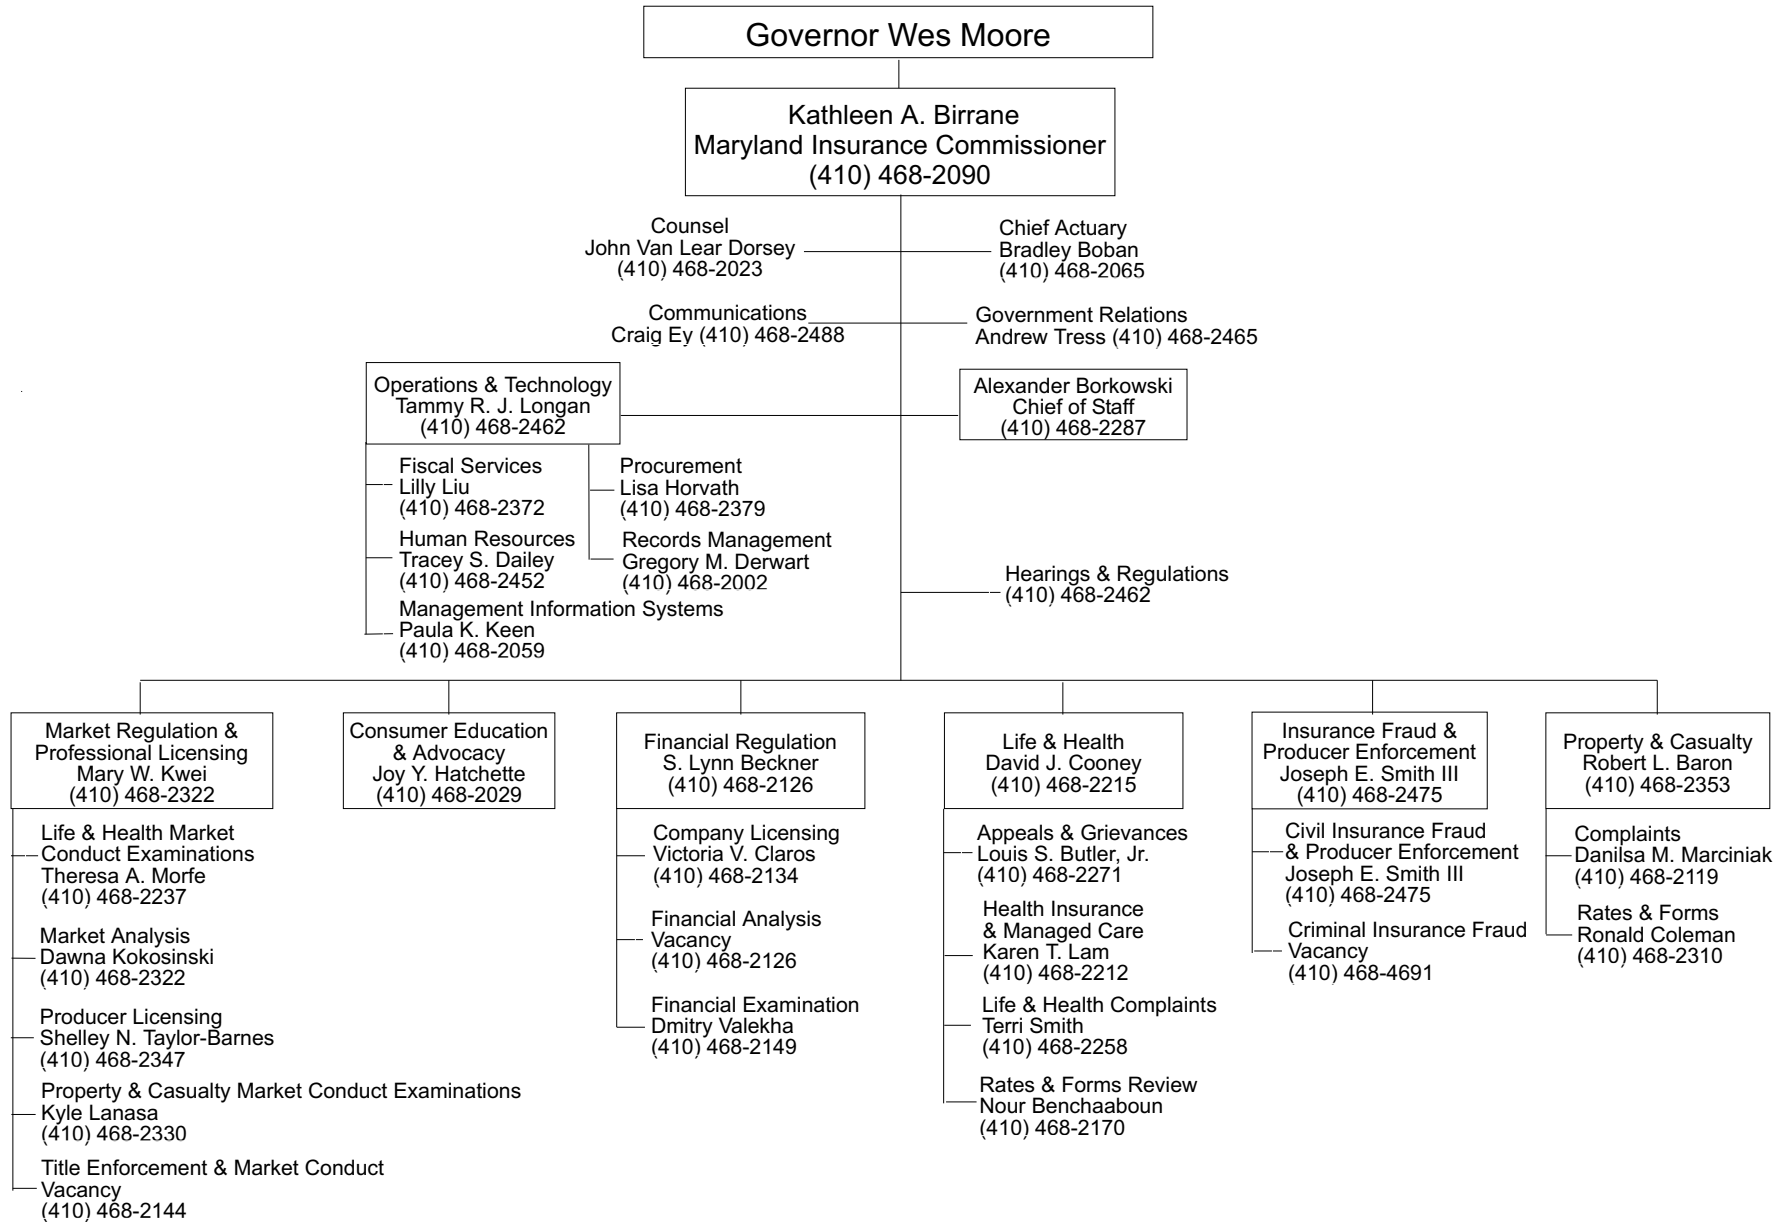 Governor Wes Moore
Kathleen A. Birrane
Maryland Insurance Commissioner
(410) 468-2090
Counsel
John Van Lear Dorsey
(410) 468-2023
Chief Actuary
Bradley Boban
(410) 468-2065
Communications
Craig Ey (410) 468-2488
Government Relations
Andrew Tress (410) 468-2465
Operations & Technology
Tammy R. J. Longan
(410) 468-2462
Alexander Borkowski
Chief of Staff
(410) 468-2287
Fiscal Services
Lilly Liu
(410) 468-2372
Procurement
Lisa Horvath
(410) 468-2379
Human Resources
Tracey S. Dailey
(410) 468-2452
Records Management
Gregory M. Derwart
(410) 468-2002
Management Information Systems
Paula K. Keen
(410) 468-2059
Hearings & Regulations
(410) 468-2462
Market Regulation &
Professional Licensing
Mary W. Kwei
(410) 468-2322
Life & Health Market
Conduct Examinations
Theresa A. Morfe
(410) 468-2237
Market Analysis
Dawna Kokosinski
(410) 468-2322
Producer Licensing
Shelley N. Taylor-Barnes
(410) 468-2347
Property & Casualty Market Conduct Examinations
Kyle Lanasa
(410) 468-2330
Title Enforcement & Market Conduct
Vacancy
(410) 468-2144
Consumer Education
& Advocacy
Joy Y. Hatchette
(410) 468-2029
Financial Regulation
S. Lynn Beckner
(410) 468-2126
Company Licensing
Victoria V. Claros
(410) 468-2134
Financial Analysis
Vacancy
(410) 468-2126
Financial Examination
Dmitry Valekha
(410) 468-2149
Life & Health
David J. Cooney
(410) 468-2215
Appeals & Grievances
Louis S. Butler, Jr.
(410) 468-2271
Health Insurance
& Managed Care
Karen T. Lam
(410) 468-2212
Life & Health Complaints
Terri Smith
(410) 468-2258
Rates & Forms Review
Nour Benchaaboun
(410) 468-2170
Insurance Fraud &
Producer Enforcement
Joseph E. Smith III
(410) 468-2475
Civil Insurance Fraud
& Producer Enforcement
Joseph E. Smith III
(410) 468-2475
Criminal Insurance Fraud
Vacancy
(410) 468-4691
Property & Casualty
Robert L. Baron
(410) 468-2353
Complaints
Danilsa M. Marciniak
(410) 468-2119
Rates & Forms
Ronald Coleman
(410) 468-2310